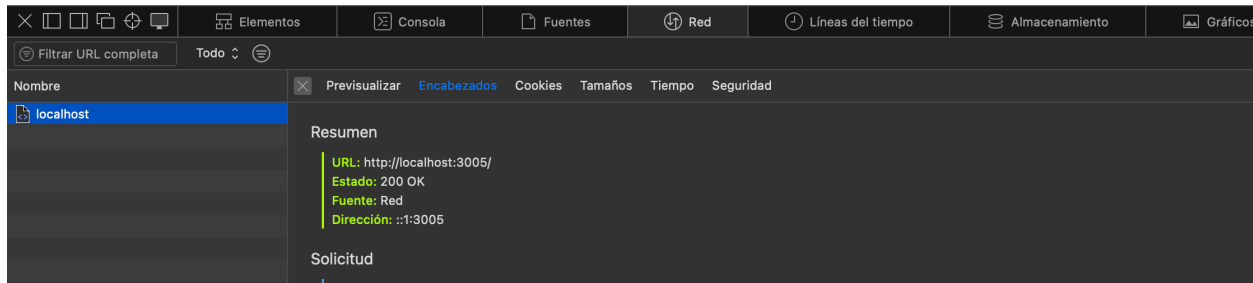 Elementos Consola Fuentes Red Líneas del tiempo Almacenamiento Gráficos
Filtrar URL completa Todo
Nombre Previsualizar Encabezados Cookies Tamaños Tiempo Seguridad
localhost
Resumen
URL: http://localhost:3005/
Estado: 200 OK
Fuente: Red
Dirección: ::1:3005
Solicitud